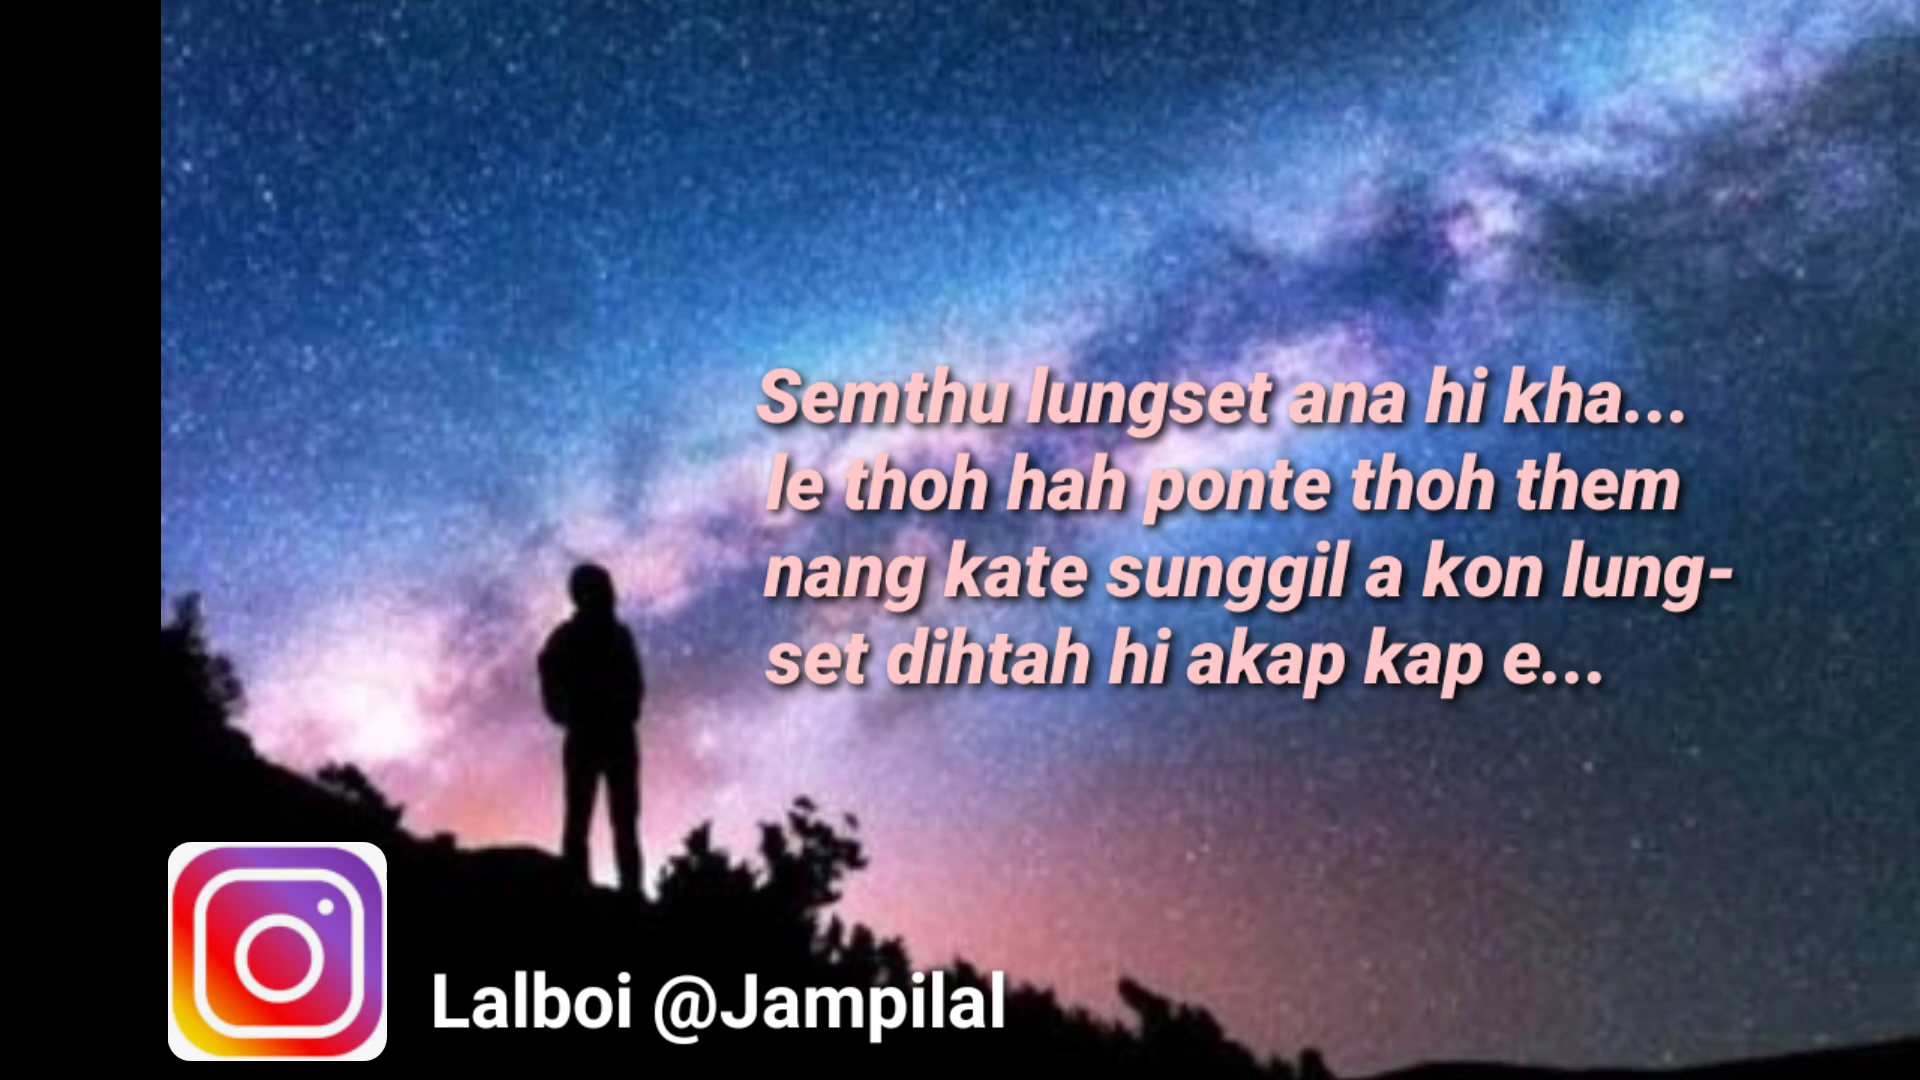 Semthu lungset ana hi kha...
le thoh hah ponte thoh them
nang kate sunggil a kon lung-
set dihtah hi akap kap e...
Lalboi @Jampilal